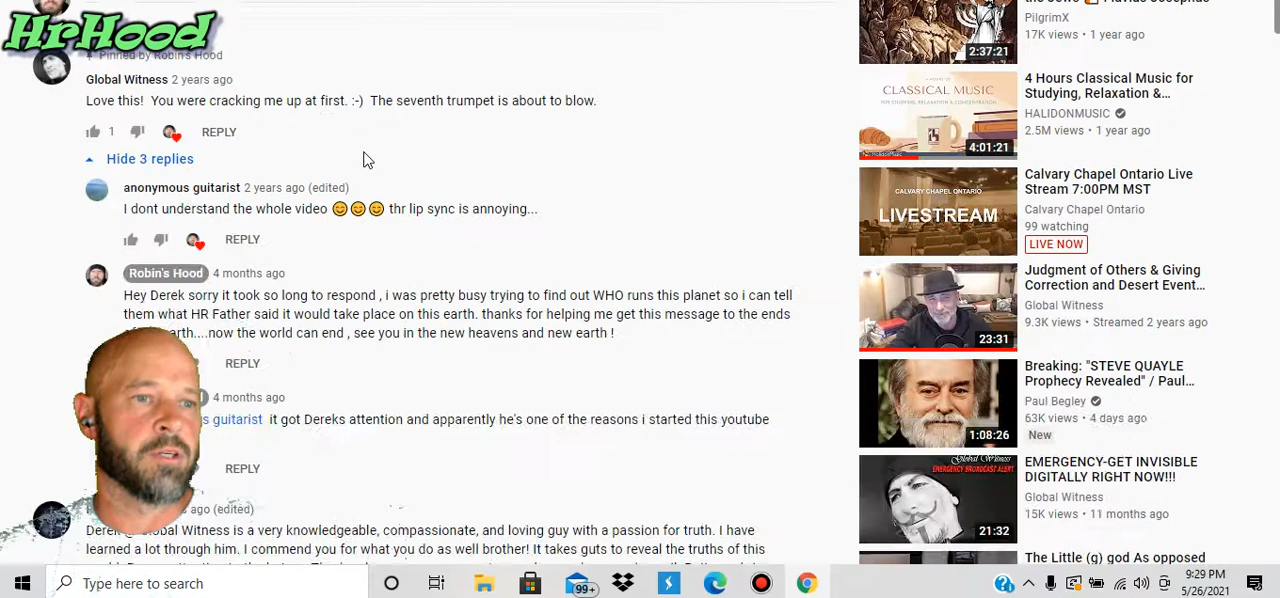 HrHood
Pinned by Robin's Hood
Global Witness 2 years ago
Love this! You were cracking me up at first. :-) The seventh trumpet is about to blow.
1 REPLY
Hide 3 replies
anonymous guitarist 2 years ago (edited)
I dont understand the whole video 😊😊😊 thr lip sync is annoying...
REPLY
Robin's Hood 4 months ago
Hey Derek sorry it took so long to respond , i was pretty busy trying to find out WHO runs this planet so i can tell
them what HR Father said it would take place on this earth. thanks for helping me get this message to the ends
earth....now the world can end , see you in the new heavens and new earth !
REPLY
4 months ago
guitarist it got Dereks attention and apparently he's one of the reasons i started this youtube
REPLY
ago (edited)
Derek @ Global Witness is a very knowledgeable, compassionate, and loving guy with a passion for truth. I have
learned a lot through him. I commend you for what you do as well brother! It takes guts to reveal the truths of this
PilgrimX
17K views • 1 year ago
2:37:21
4 Hours Classical Music for
Studying, Relaxation &...
HALIDONMUSIC
2.5M views • 1 year ago
CLASSICAL MUSIC
FOR STUDYING, RELAXATION & CONCENTRATION
HalidonMusic
4:01:21
Calvary Chapel Ontario Live
Stream 7:00PM MST
Calvary Chapel Ontario
99 watching
LIVE NOW
CALVARY CHAPEL ONTARIO
LIVESTREAM
Judgment of Others & Giving
Correction and Desert Event...
Global Witness
9.3K views • Streamed 2 years ago
23:31
Breaking: "STEVE QUAYLE
Prophecy Revealed" / Paul...
Paul Begley
63K views • 4 days ago
New
1:08:26
EMERGENCY-GET INVISIBLE
DIGITALLY RIGHT NOW!!!
Global Witness
15K views • 11 months ago
Global Witness
EMERGENCY BROADCAST ALERT
21:32
The Little (g) god As opposed
Type here to search
99+
9:29 PM
5/26/2021